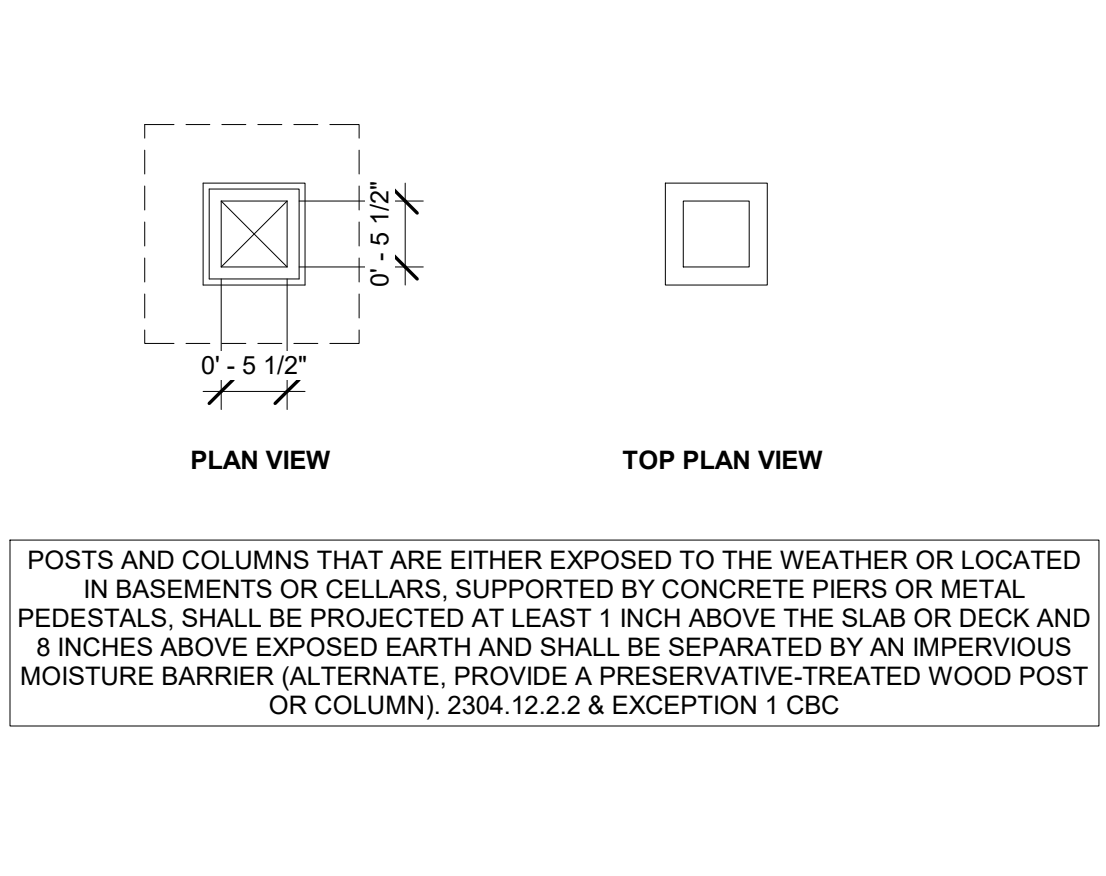 0' - 5 1/2"
0' - 5 1/2"
PLAN VIEW
TOP PLAN VIEW
POSTS AND COLUMNS THAT ARE EITHER EXPOSED TO THE WEATHER OR LOCATED
IN BASEMENTS OR CELLARS, SUPPORTED BY CONCRETE PIERS OR METAL
PEDESTALS, SHALL BE PROJECTED AT LEAST 1 INCH ABOVE THE SLAB OR DECK AND
8 INCHES ABOVE EXPOSED EARTH AND SHALL BE SEPARATED BY AN IMPERVIOUS
MOISTURE BARRIER (ALTERNATE, PROVIDE A PRESERVATIVE-TREATED WOOD POST
OR COLUMN). 2304.12.2.2 & EXCEPTION 1 CBC